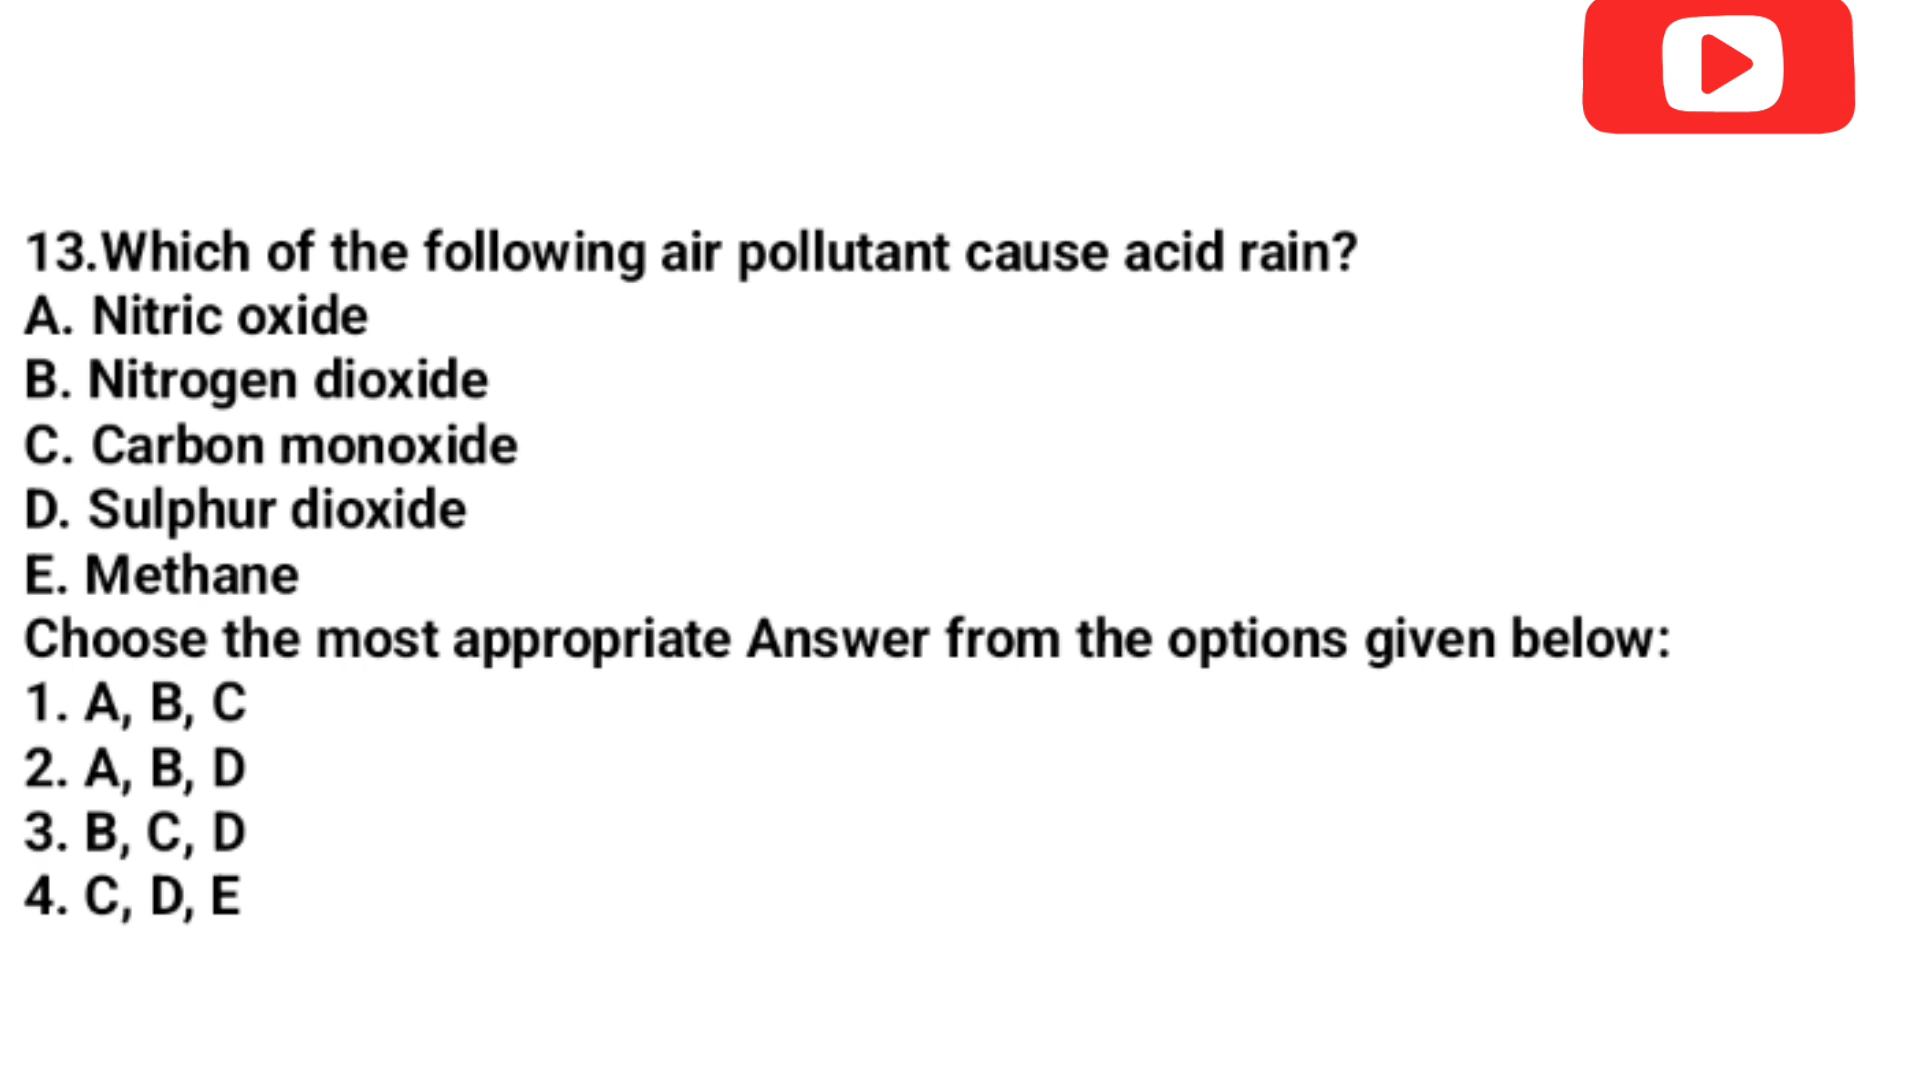 13.Which of the following air pollutant cause acid rain?
A. Nitric oxide
B. Nitrogen dioxide
C. Carbon monoxide
D. Sulphur dioxide
E. Methane
Choose the most appropriate Answer from the options given below:
1. A, B, C
2. A, B, D
3. B, C, D
4. C, D, E